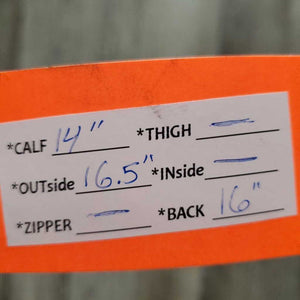 *CALF 14" *THIGH —
*OUTside 16.5" *INside —
*ZIPPER — *BACK 16"